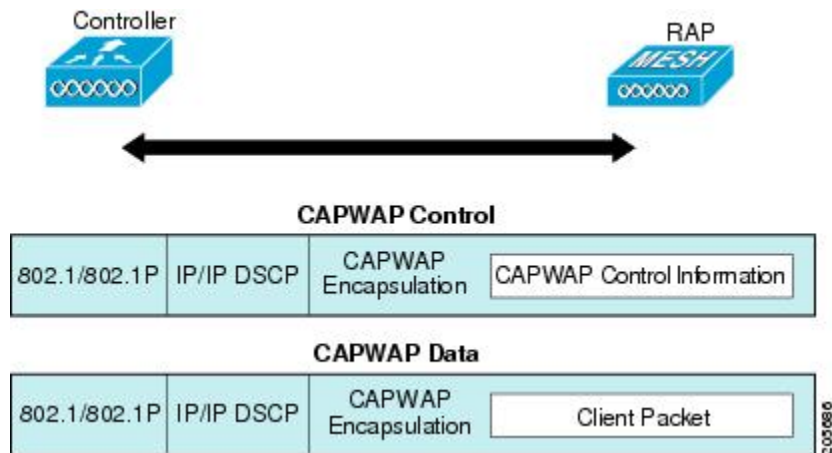 Controller
RAP
MESH
CAPWAP Control
802.1/802.1P
IP/IP DSCP
CAPWAP
Encapsulation
CAPWAP Control Information
CAPWAP Data
802.1/802.1P
IP/IP DSCP
CAPWAP
Encapsulation
Client Packet
205686